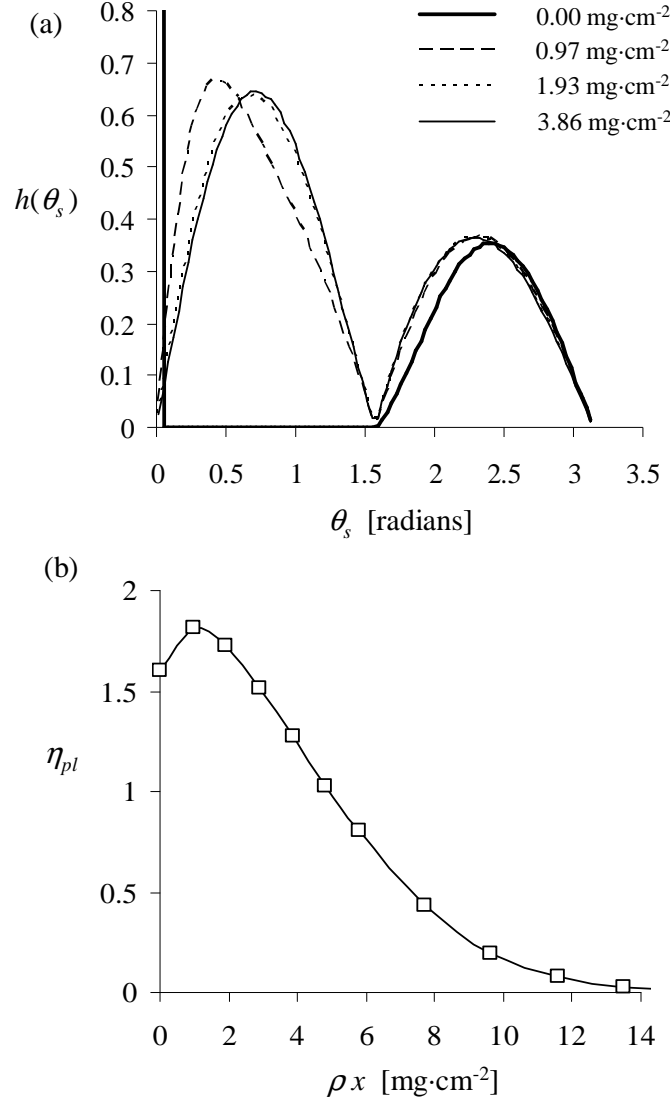 (a)
0.8
0.7
0.6
0.5
0.4
0.3
0.2
0.1
0
h(θₛ)
0.00 mg·cm⁻²
0.97 mg·cm⁻²
1.93 mg·cm⁻²
3.86 mg·cm⁻²
0 0.5 1 1.5 2 2.5 3 3.5
θₛ [radians]
(b)
2
1.5
1
0.5
0
ηpl
0 2 4 6 8 10 12 14
ρ x [mg·cm⁻²]